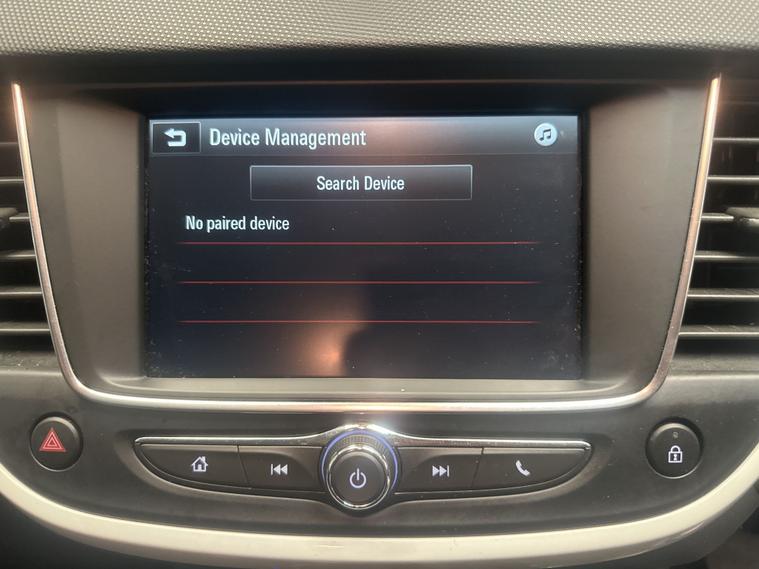 Device Management
Search Device
No paired device